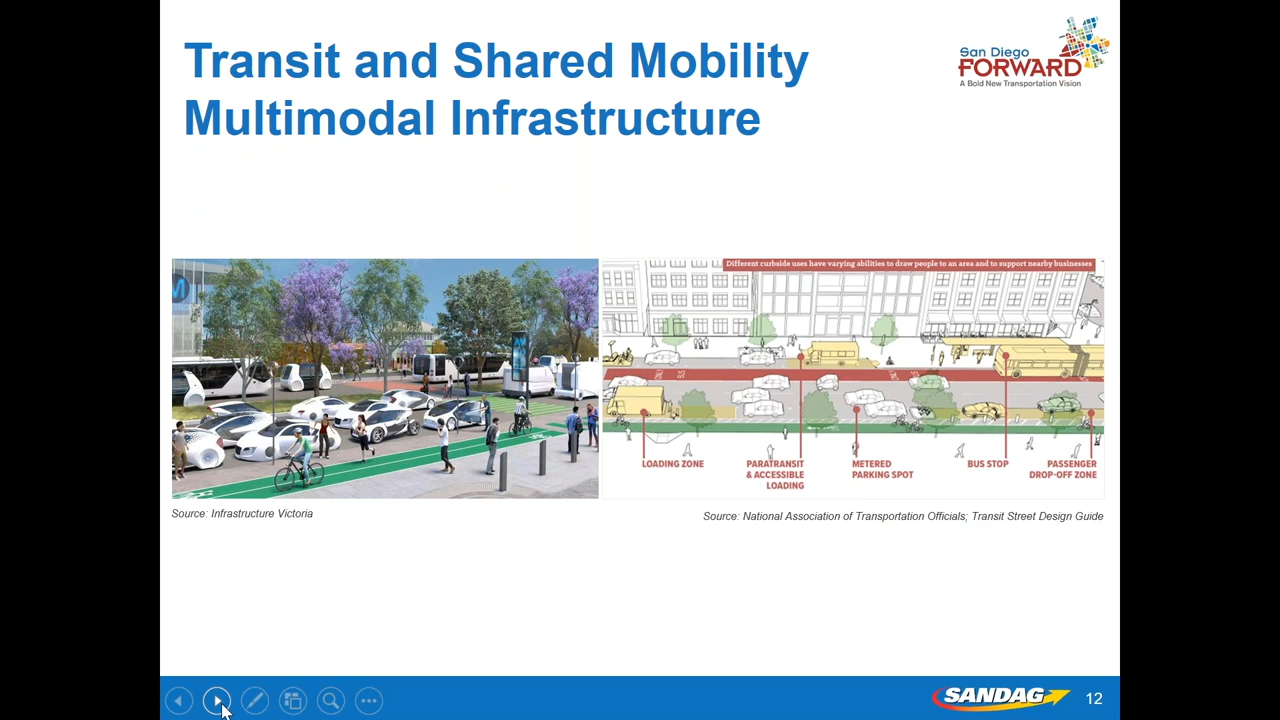 Transit and Shared Mobility
Multimodal Infrastructure
San Diego
FORWARD
A Bold New Transportation Vision
Different curbside uses have varying abilities to draw people to an area and to support nearby businesses
M
ONLY
BUS
LOADING ZONE
PARATRANSIT
& ACCESSIBLE
LOADING
METERED
PARKING SPOT
BUS STOP
PASSENGER
DROP-OFF ZONE
Source: Infrastructure Victoria
Source: National Association of Transportation Officials; Transit Street Design Guide
SANDAG
12